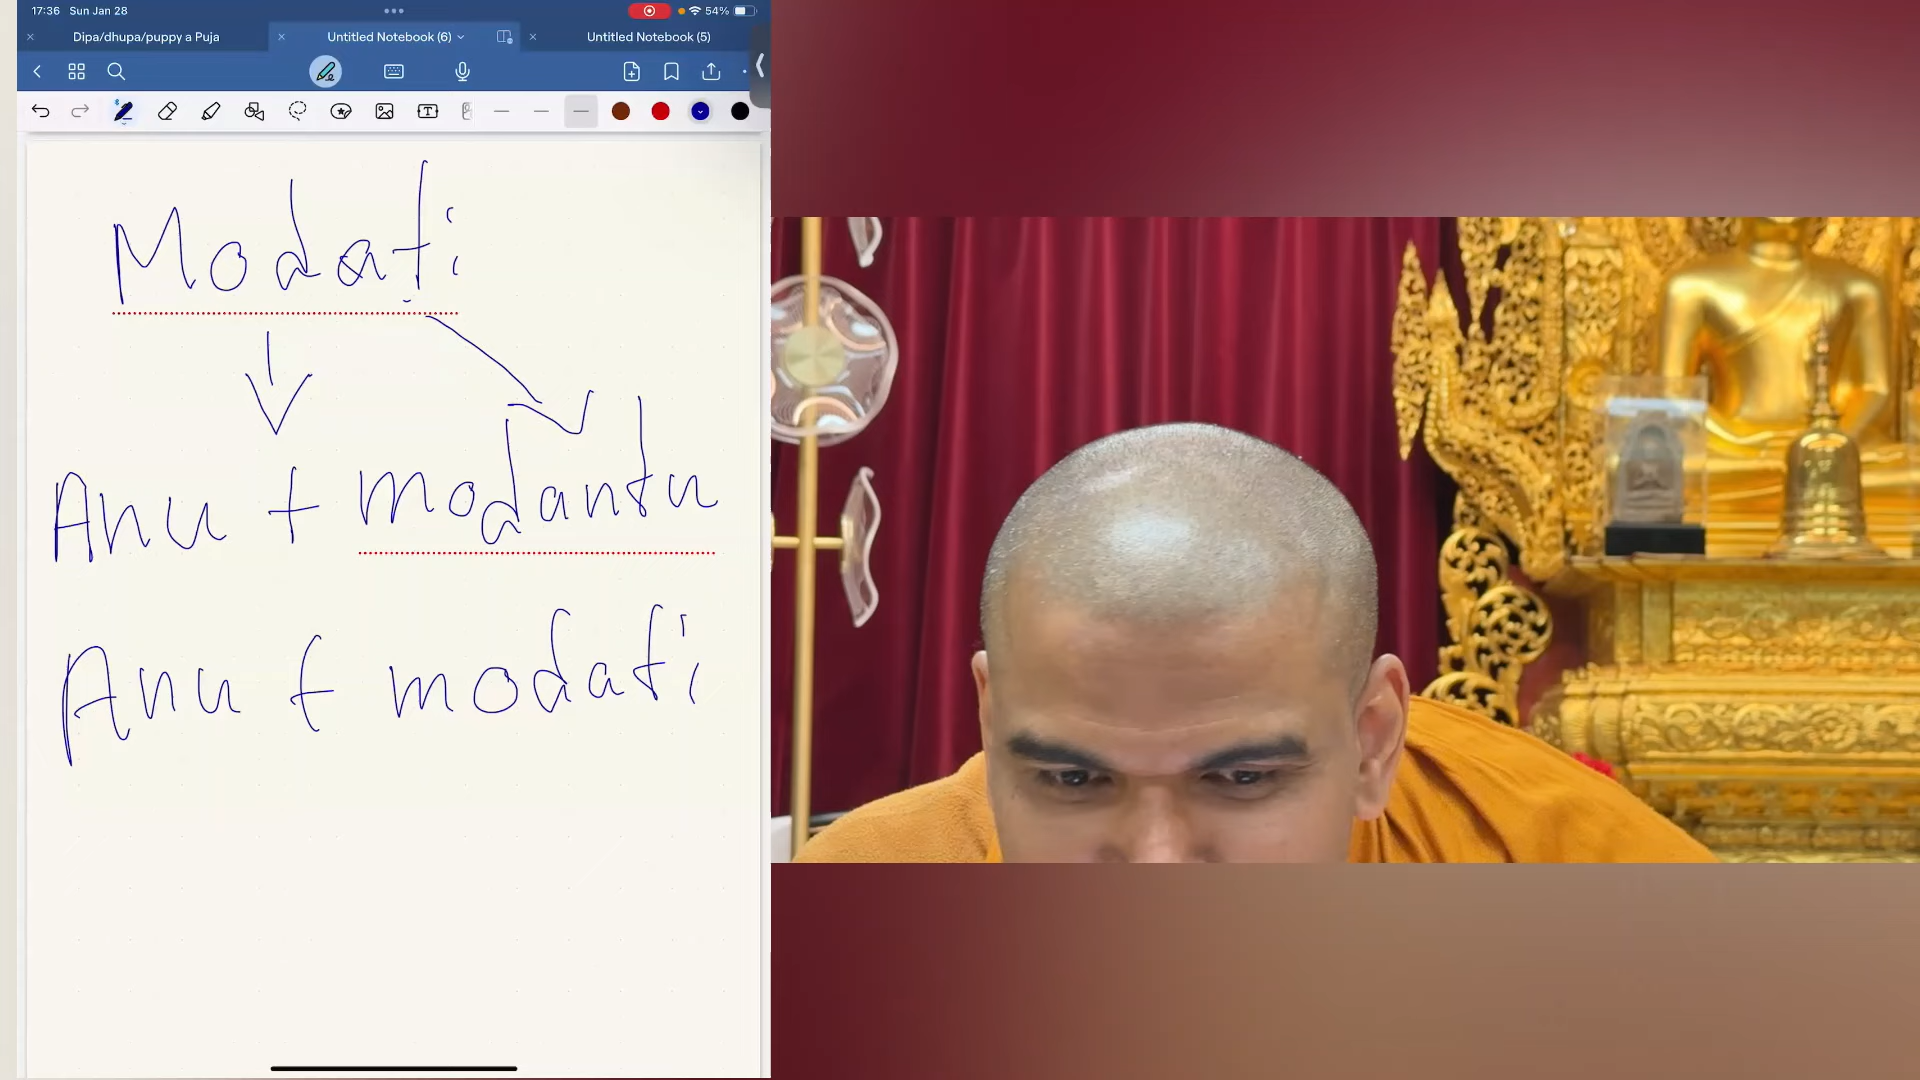 17:36 Sun Jan 28 54%
Dipa/dhupa/puppy a Puja Untitled Notebook (6) Untitled Notebook (5)
Modati
Anu + modantu
Anu + modati